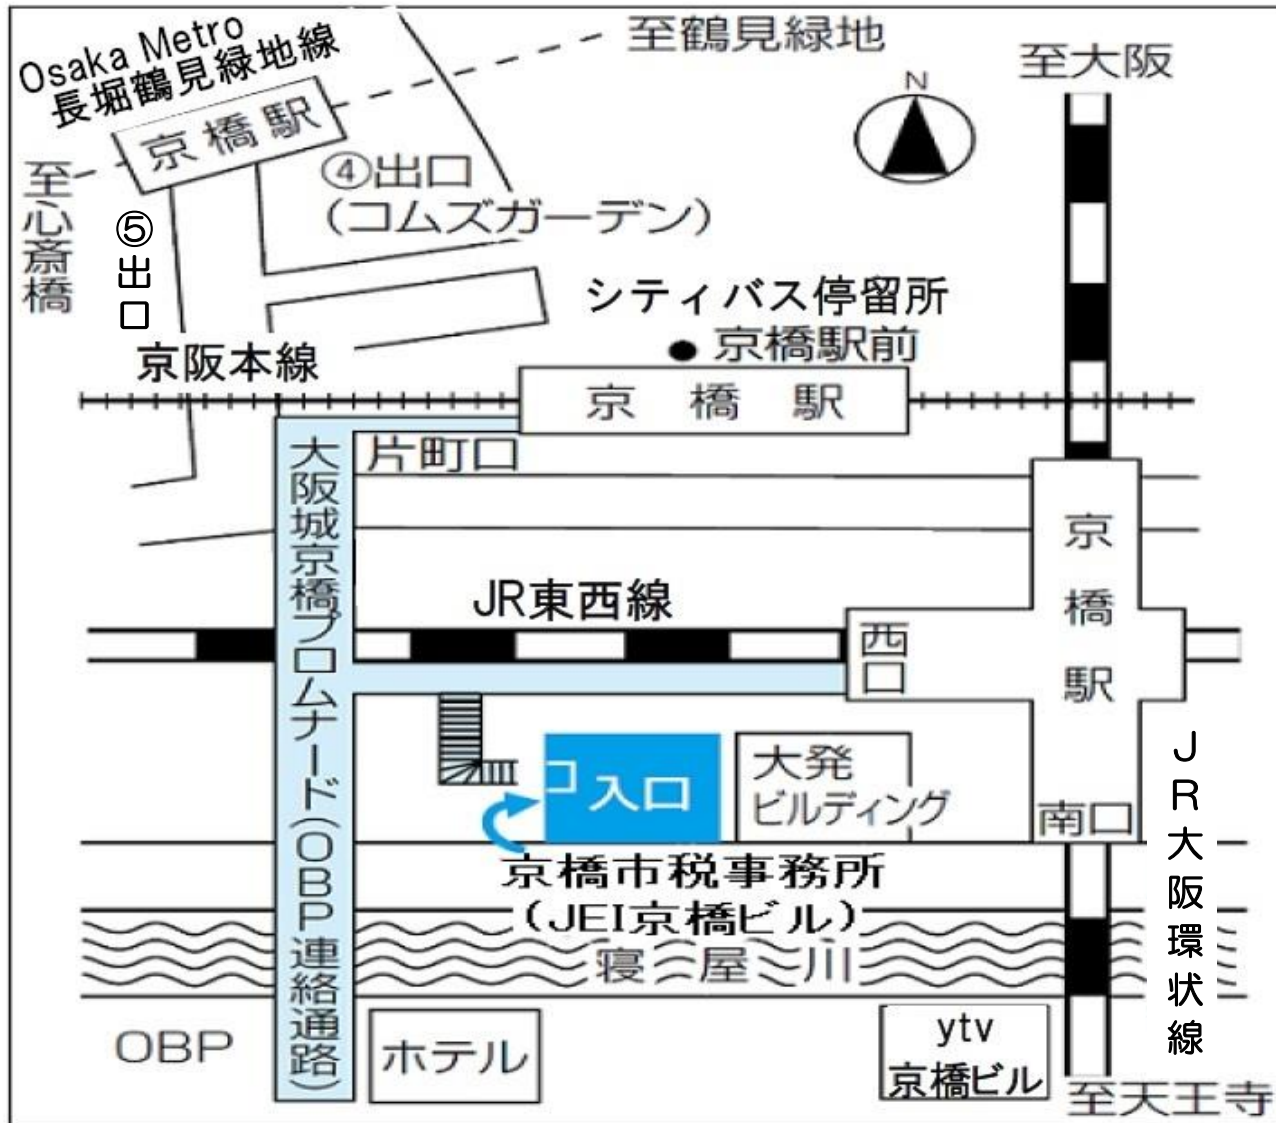 Osaka Metro
長堀鶴見緑地線
至鶴見緑地
至大阪
N
京橋駅
至心斎橋
④出口
(コムズガーデン)
⑤出口
シティバス停留所
● 京橋駅前
京阪本線
京橋駅
片町口
大阪城京橋プロムナード(OBP連絡通路)
京橋駅
JR東西線
西口
入口
大発
ビルディング
南口
JR大阪環状線
京橋市税事務所
(JEI京橋ビル)
寝屋川
OBP
ホテル
ytv
京橋ビル
至天王寺